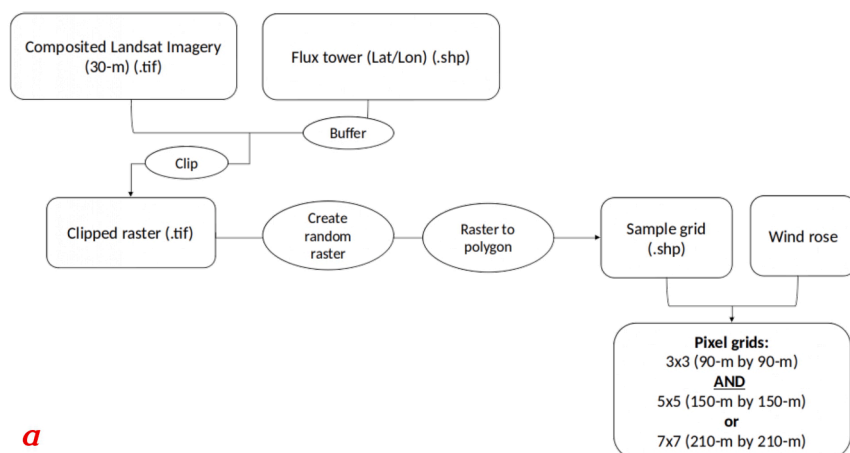 Composited Landsat Imagery
(30-m) (.tif)
Flux tower (Lat/Lon) (.shp)
Buffer
Clip
Clipped raster (.tif)
Create
random
raster
Raster to
polygon
Sample grid
(.shp)
Wind rose
Pixel grids:
3x3 (90-m by 90-m)
AND
5x5 (150-m by 150-m)
or
7x7 (210-m by 210-m)
a